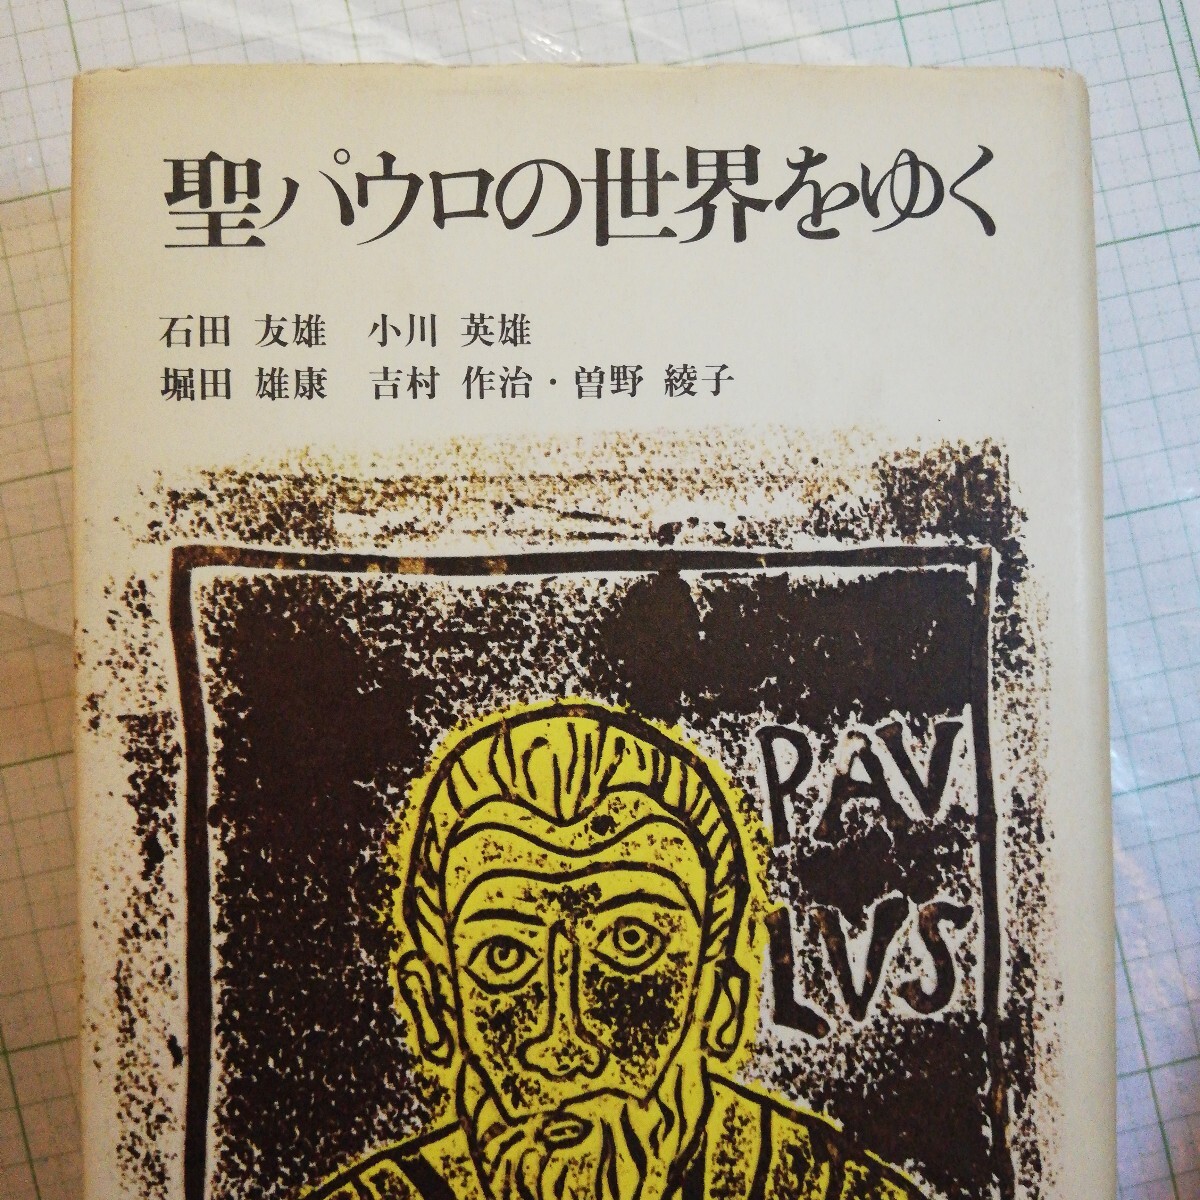 聖パウロの世界をゆく
石田 友雄　小川 英雄
堀田 雄康　吉村 作治・曽野 綾子
PAV
LVS